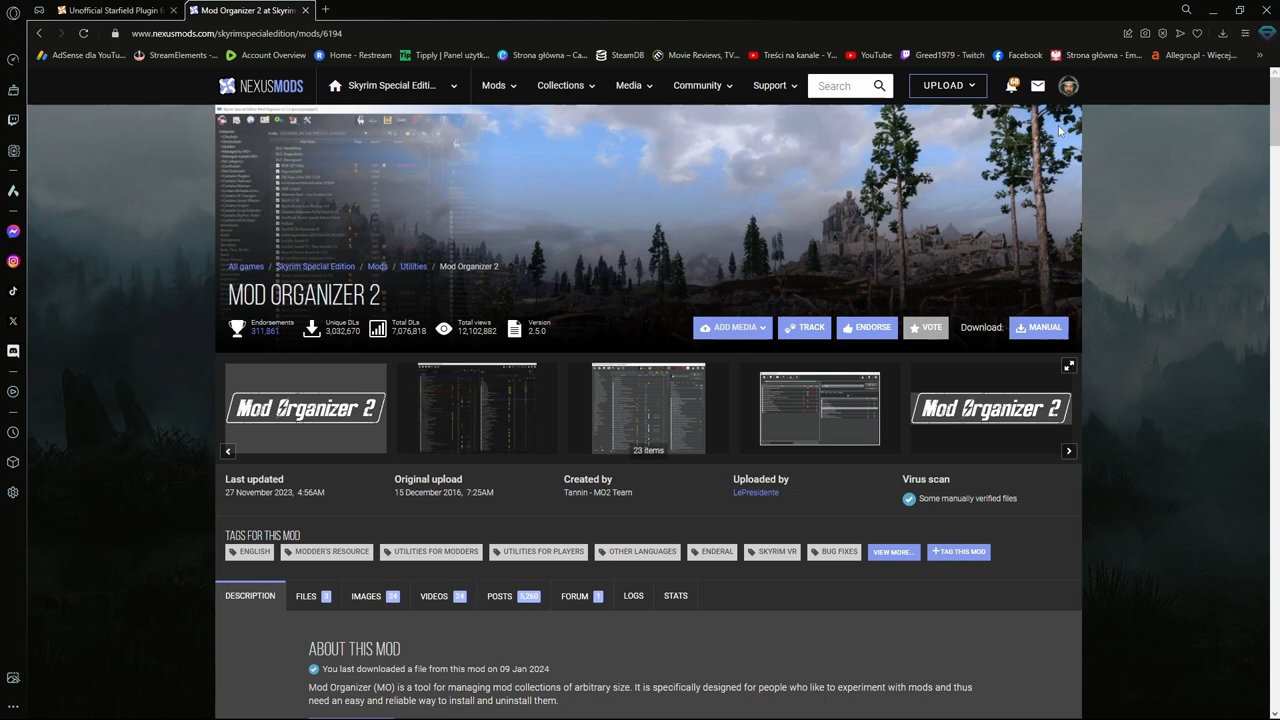 Unofficial Starfield Plugin f
Mod Organizer 2 at Skyrim
www.nexusmods.com/skyrimspecialedition/mods/6194
AdSense dla YouTu...
StreamElements -...
Account Overview
Home - Restream
Tipply | Panel użytk...
Strona główna – Ca...
SteamDB
Movie Reviews, TV...
Treści na kanale - Y...
YouTube
Greed1979 - Twitch
Facebook
Strona główna - Em...
Allegro.pl - Więcej...
NEXUSMODS
Skyrim Special Editi...
Mods
Collections
Media
Community
Support
Search
UPLOAD
68
All games
Skyrim Special Edition
Mods
Utilities
Mod Organizer 2
MOD ORGANIZER 2
Endorsements
311,861
Unique DLs
3,032,670
Total DLs
7,076,818
Total views
12,102,882
Version
2.5.0
ADD MEDIA
TRACK
ENDORSE
VOTE
Download:
MANUAL
Mod Organizer 2
23 items
Mod Organizer 2
Last updated
27 November 2023, 4:56AM
Original upload
15 December 2016, 7:25AM
Created by
Tannin - MO2 Team
Uploaded by
LePresidente
Virus scan
Some manually verified files
TAGS FOR THIS MOD
ENGLISH
MODDER'S RESOURCE
UTILITIES FOR MODDERS
UTILITIES FOR PLAYERS
OTHER LANGUAGES
ENDERAL
SKYRIM VR
BUG FIXES
VIEW MORE...
+ TAG THIS MOD
DESCRIPTION
FILES 3
IMAGES 24
VIDEOS 24
POSTS 5,260
FORUM 1
LOGS
STATS
ABOUT THIS MOD
You last downloaded a file from this mod on 09 Jan 2024
Mod Organizer (MO) is a tool for managing mod collections of arbitrary size. It is specifically designed for people who like to experiment with mods and thus
need an easy and reliable way to install and uninstall them.